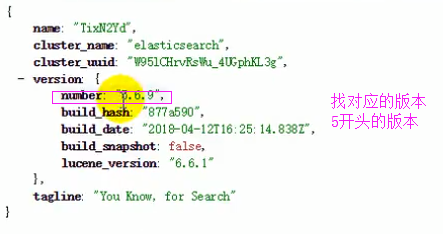 {
name: "TixN2Yd",
cluster_name: "elasticsearch",
cluster_uuid: "W95lCHrvRsWu_4UGphKL3g",
- version: {
number: "5.6.9",
build_hash: "877a590",
build_date: "2018-04-12T16:25:14.838Z",
build_snapshot: false,
lucene_version: "6.6.1"
},
tagline: "You Know, for Search"
}
找对应的版本
5开头的版本